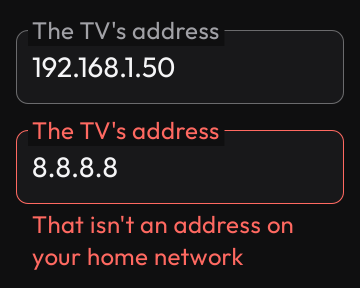 The TV's address
192.168.1.50
The TV's address
8.8.8.8
That isn't an address on
your home network